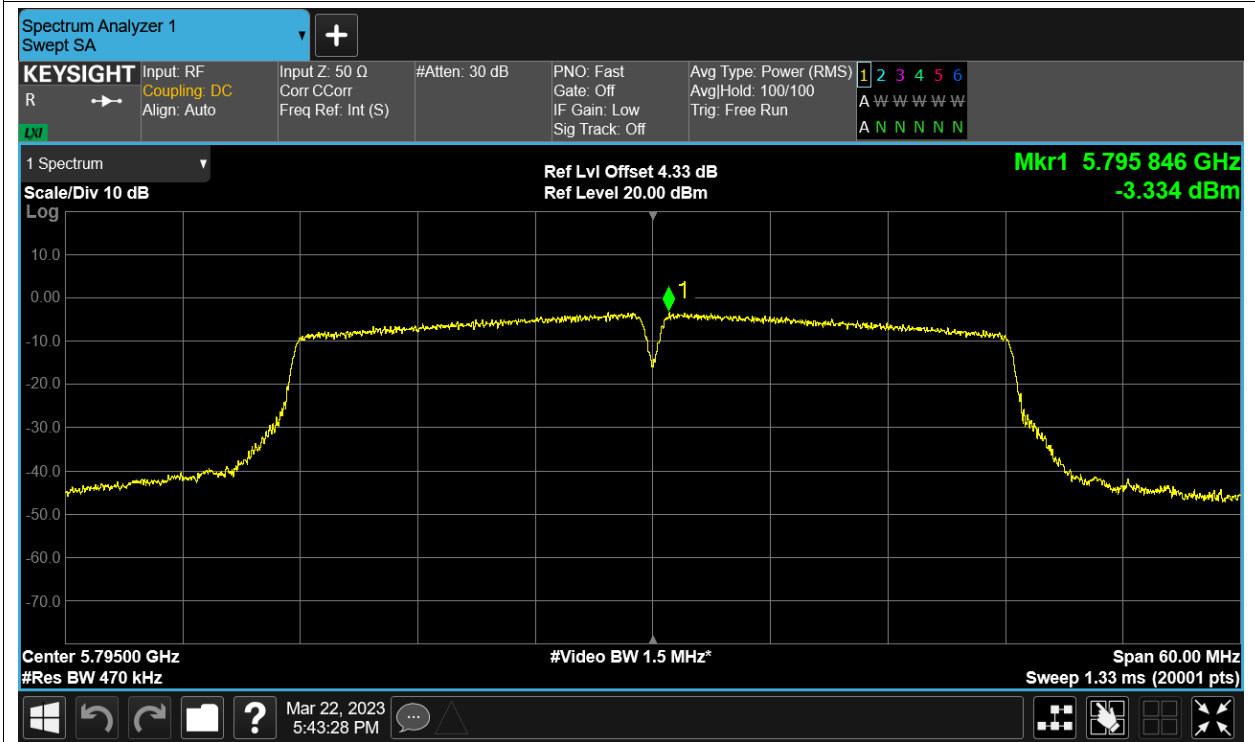 Spectrum Analyzer 1
Swept SA
▼
+
KEYSIGHT
R
LXI
Input: RF
Coupling: DC
Align: Auto
Input Z: 50 Ω
Corr CCorr
Freq Ref: Int (S)
#Atten: 30 dB
PNO: Fast
Gate: Off
IF Gain: Low
Sig Track: Off
Avg Type: Power (RMS)
Avg|Hold: 100/100
Trig: Free Run
1 2 3 4 5 6
A W W W W W
A N N N N N
1 Spectrum ▼
Scale/Div 10 dB
Log
Ref Lvl Offset 4.33 dB
Ref Level 20.00 dBm
Mkr1 5.795 846 GHz
-3.334 dBm
10.0
0.00
-10.0
-20.0
-30.0
-40.0
-50.0
-60.0
-70.0
1
Center 5.79500 GHz
#Res BW 470 kHz
#Video BW 1.5 MHz*
Span 60.00 MHz
Sweep 1.33 ms (20001 pts)
?
Mar 22, 2023
5:43:28 PM